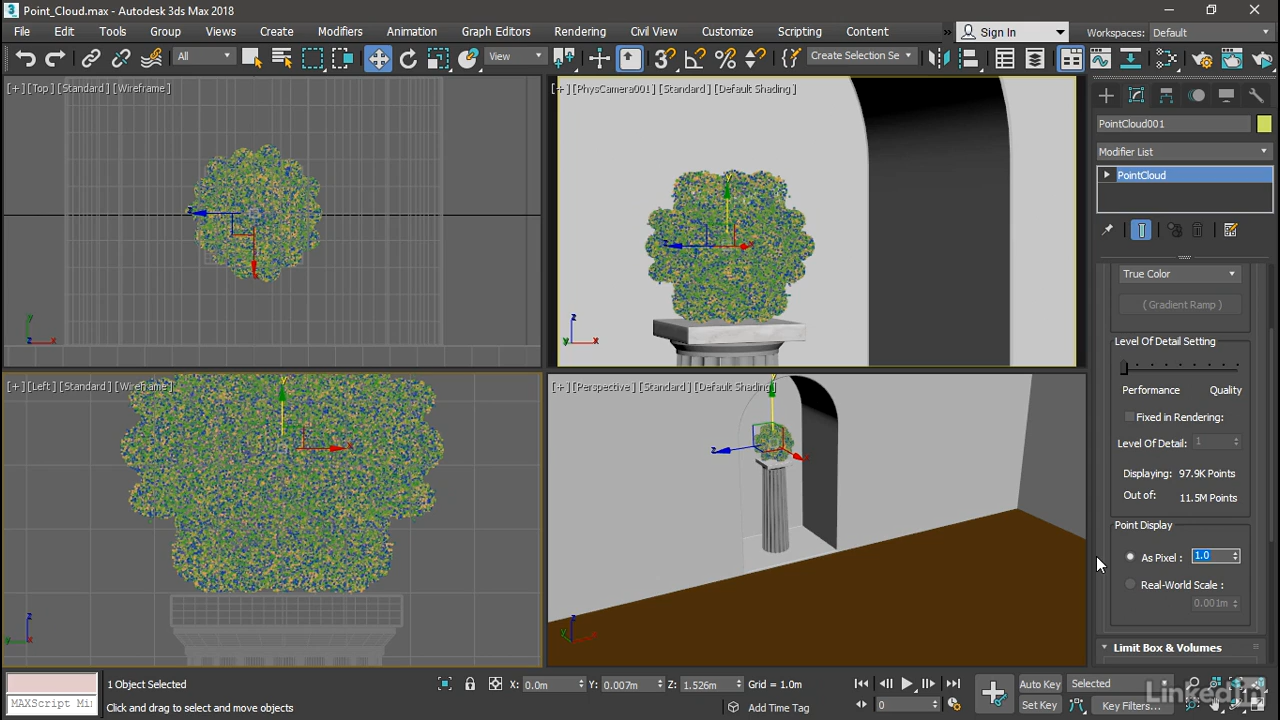 Point_Cloud.max - Autodesk 3ds Max 2018
File Edit Tools Group Views Create Modifiers Animation Graph Editors Rendering Civil View Customize Scripting Content » Sign In Workspaces: Default
All View Create Selection Se
[+] [Top] [Standard] [Wireframe]
[+] [PhysCamera001] [Standard] [Default Shading]
PointCloud001
Modifier List
PointCloud
True Color
( Gradient Ramp )
Level Of Detail Setting
Performance Quality
Fixed in Rendering:
Level Of Detail: 1
Displaying: 97.9K Points
Out of: 11.5M Points
Point Display
As Pixel : 1.0
Real-World Scale :
0.001m
Limit Box & Volumes
[+] [Left] [Standard] [Wireframe]
[+] [Perspective] [Standard] [Default Shading]
1 Object Selected
X: 0.0m Y: 0.007m Z: 1.526m Grid = 1.0m
Auto Key Selected
MAXScript Mi
Click and drag to select and move objects
Add Time Tag
0
Set Key Key Filters...
LinkedIn